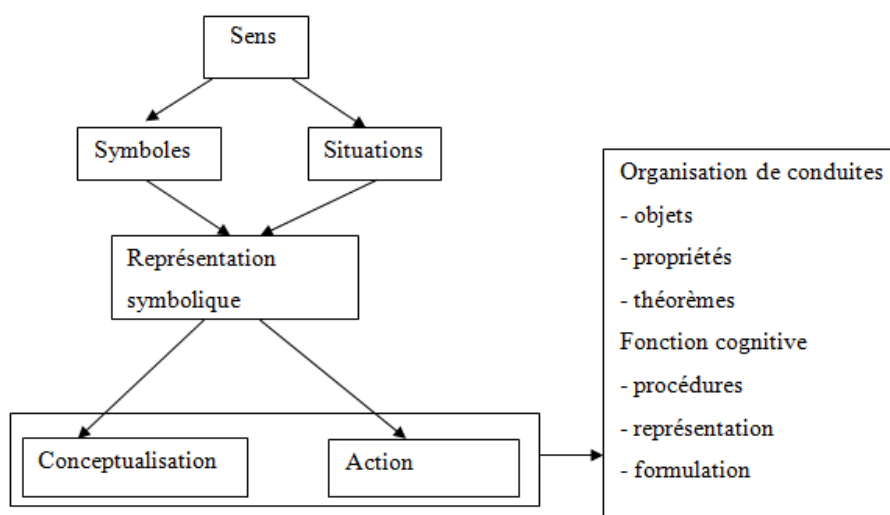 Sens
Symboles
Situations
Représentation
symbolique
Conceptualisation
Action
Organisation de conduites
- objets
- propriétés
- théorèmes
Fonction cognitive
- procédures
- représentation
- formulation